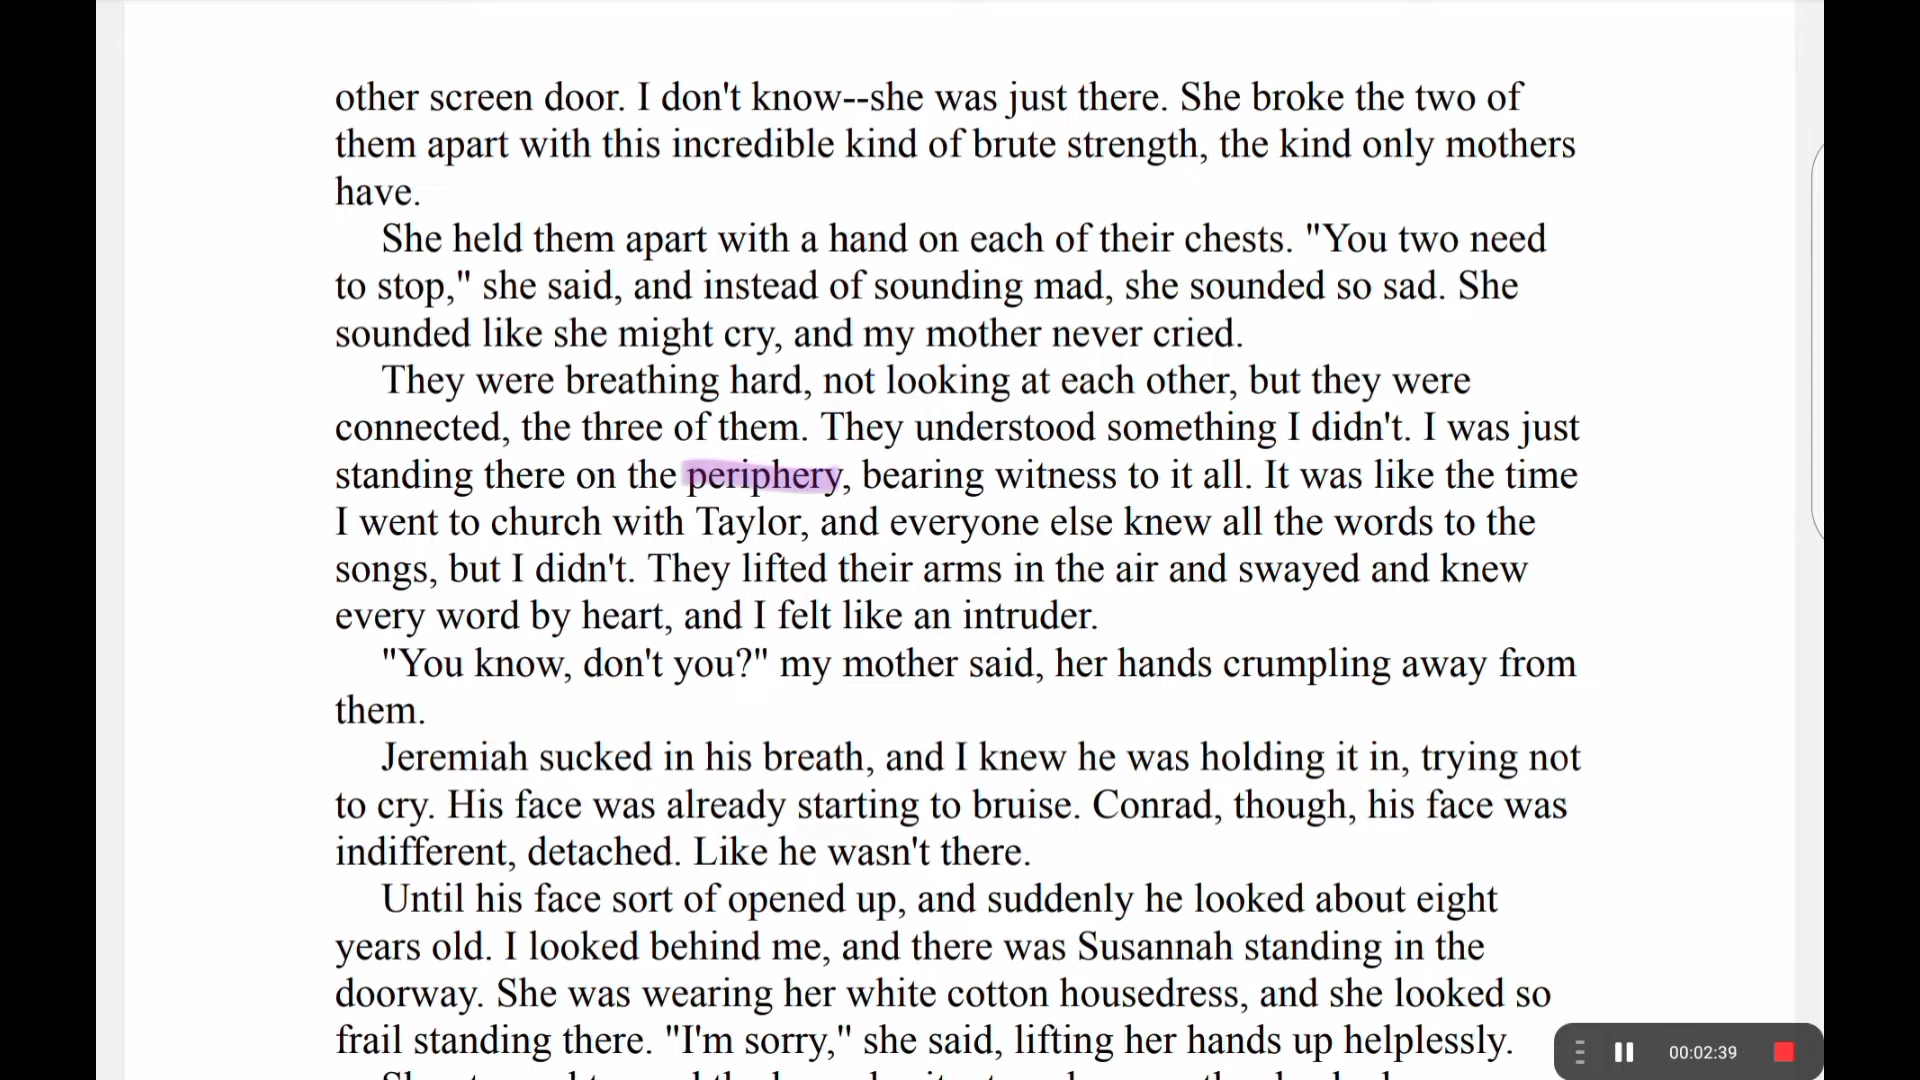 other screen door. I don't know--she was just there. She broke the two of
them apart with this incredible kind of brute strength, the kind only mothers
have.
She held them apart with a hand on each of their chests. "You two need
to stop," she said, and instead of sounding mad, she sounded so sad. She
sounded like she might cry, and my mother never cried.
They were breathing hard, not looking at each other, but they were
connected, the three of them. They understood something I didn't. I was just
standing there on the periphery, bearing witness to it all. It was like the time
I went to church with Taylor, and everyone else knew all the words to the
songs, but I didn't. They lifted their arms in the air and swayed and knew
every word by heart, and I felt like an intruder.
"You know, don't you?" my mother said, her hands crumpling away from
them.
Jeremiah sucked in his breath, and I knew he was holding it in, trying not
to cry. His face was already starting to bruise. Conrad, though, his face was
indifferent, detached. Like he wasn't there.
Until his face sort of opened up, and suddenly he looked about eight
years old. I looked behind me, and there was Susannah standing in the
doorway. She was wearing her white cotton housedress, and she looked so
frail standing there. "I'm sorry," she said, lifting her hands up helplessly.
00:02:39